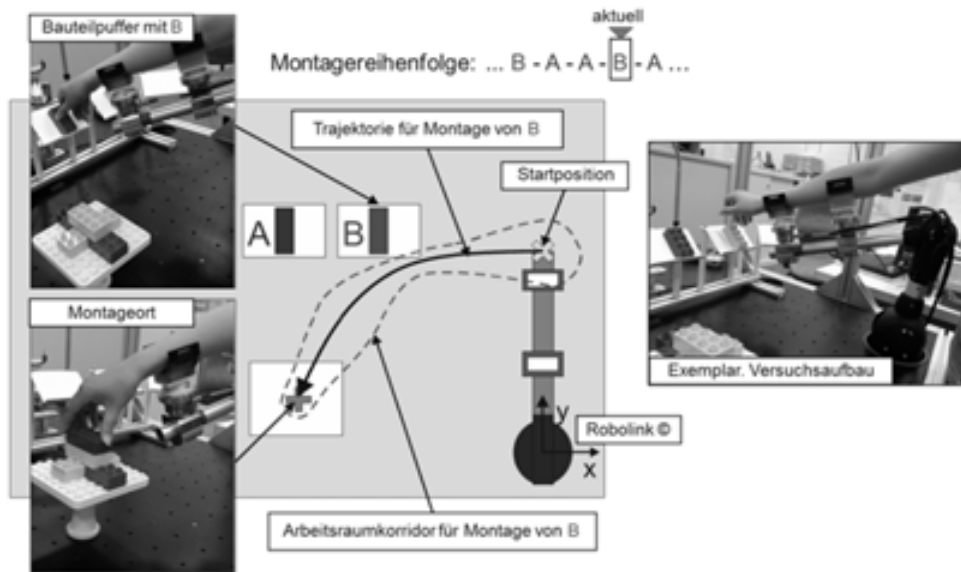 Bauteilpuffer mit B
aktuell
Montagereihenfolge: ... B - A - A - B - A ...
Trajektorie für Montage von B
Startposition
A
B
Montageort
Exemplar. Versuchsaufbau
y
Robolink ©
x
Arbeitsraumkorridor für Montage von B